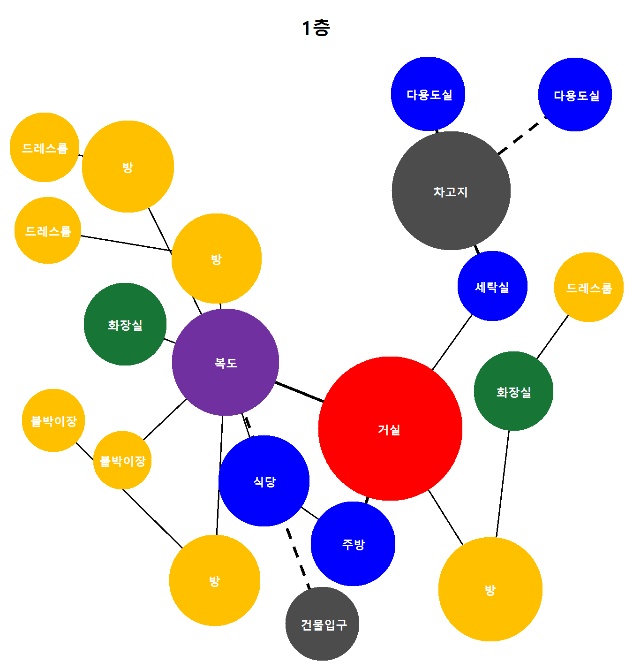 1층
다용도실
다용도실
드레스룸
방
차고지
드레스룸
방
세탁실
드레스룸
화장실
복도
화장실
붙박이장
거실
붙박이장
식당
주방
방
방
건물입구